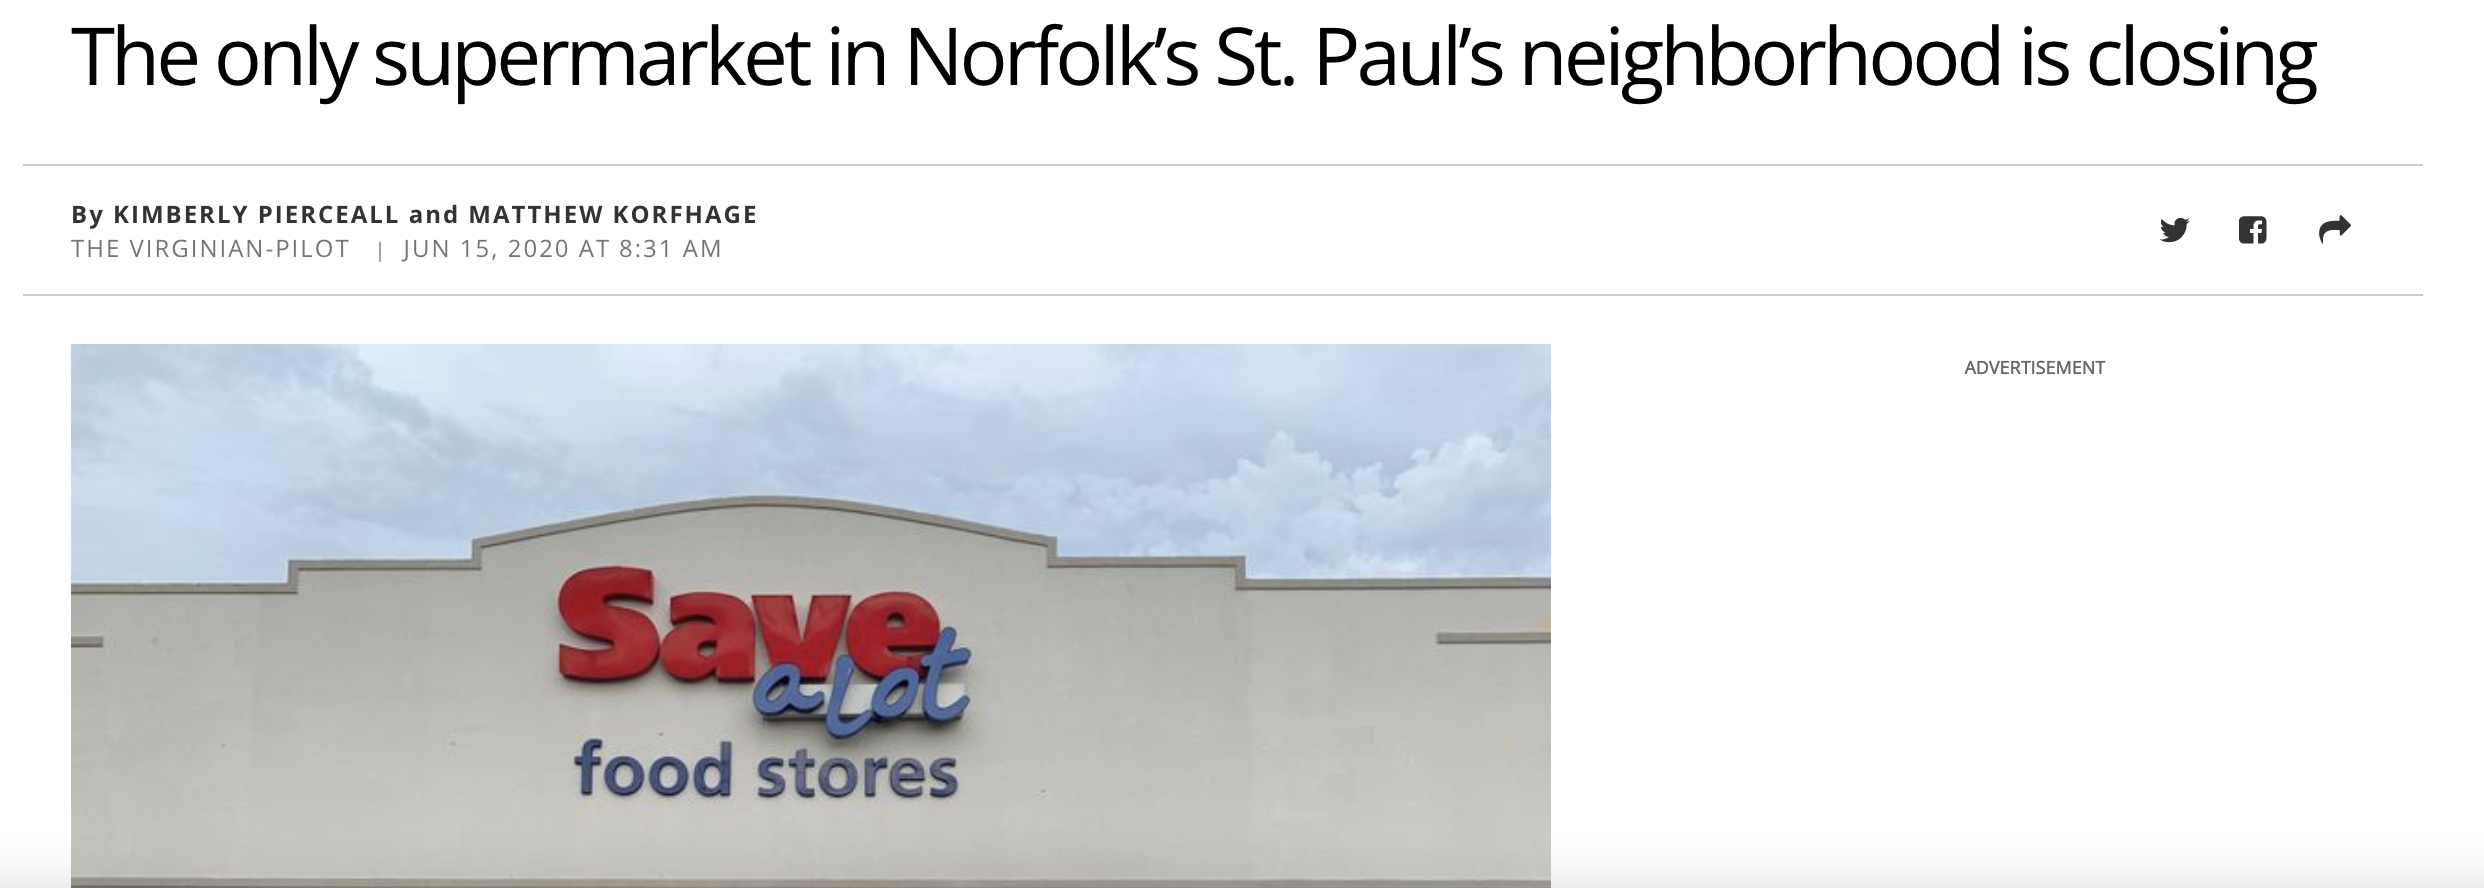 The only supermarket in Norfolk’s St. Paul’s neighborhood is closing
By KIMBERLY PIERCEALL and MATTHEW KORFHAGE
THE VIRGINIAN-PILOT | JUN 15, 2020 AT 8:31 AM
ADVERTISEMENT
Save
a Lot
food stores